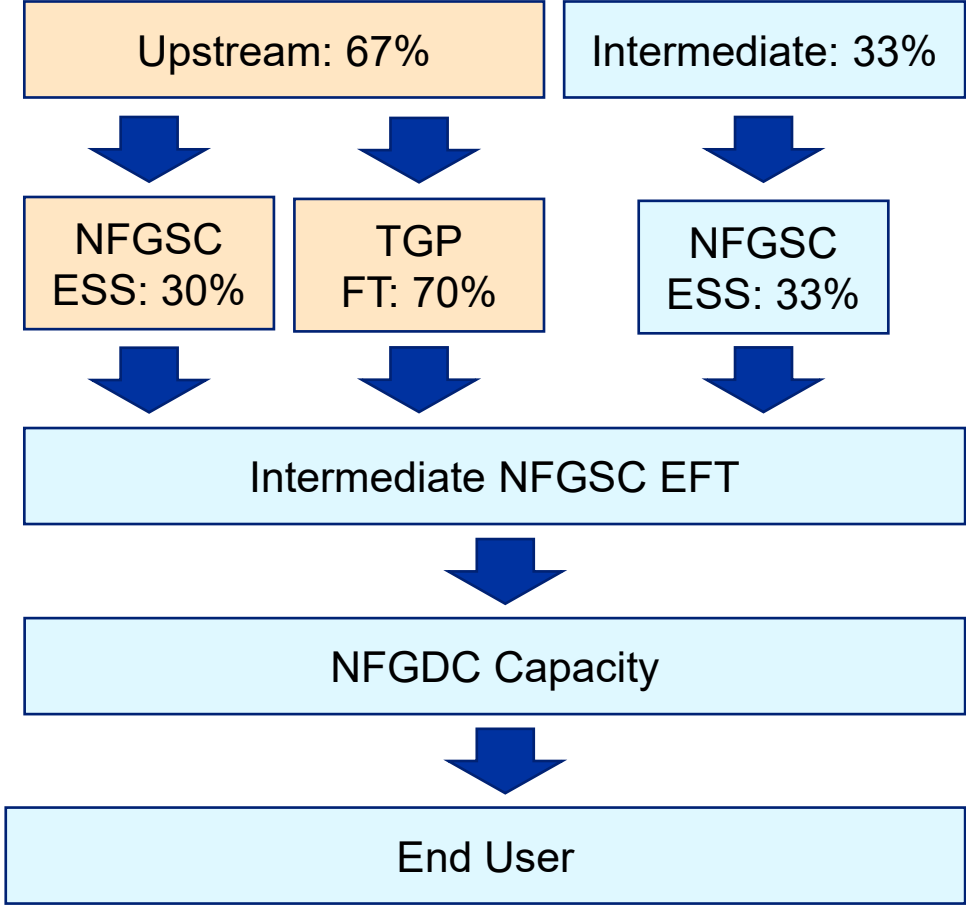 Upstream: 67%
Intermediate: 33%
NFGSC
ESS: 30%
TGP
FT: 70%
NFGSC
ESS: 33%
Intermediate NFGSC EFT
NFGDC Capacity
End User